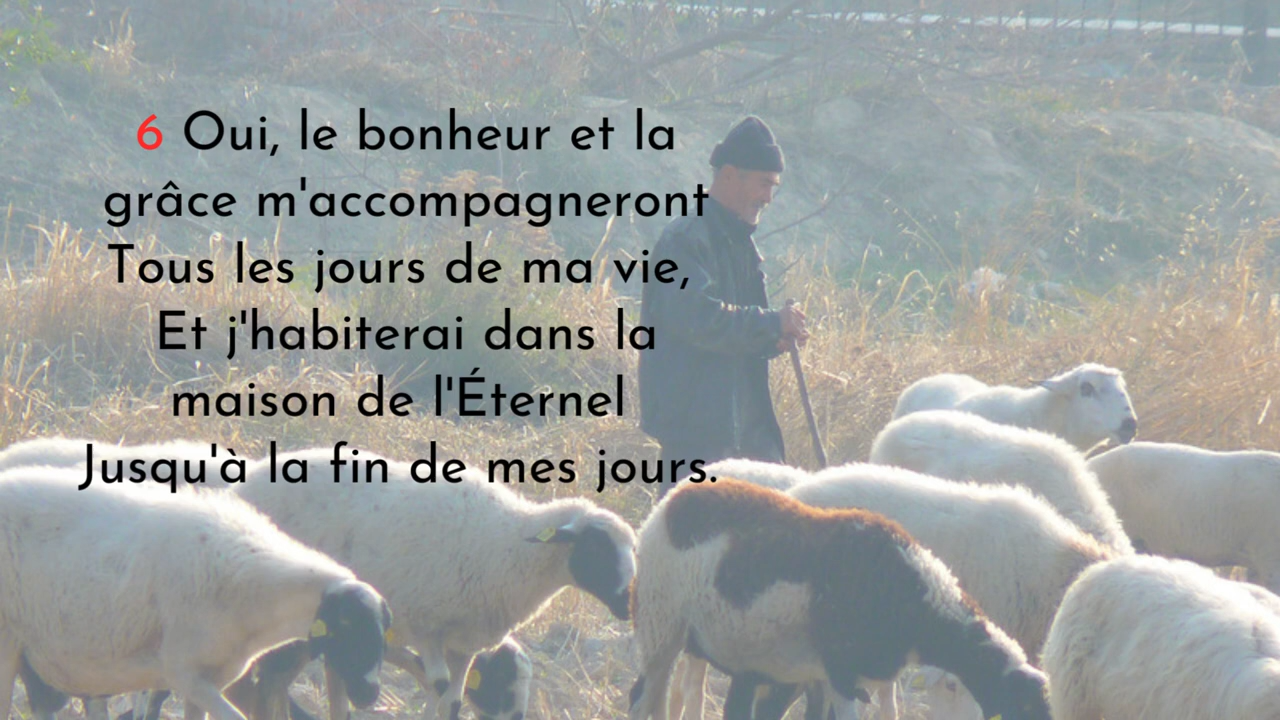 6 Oui, le bonheur et la
grâce m'accompagneront
Tous les jours de ma vie,
Et j'habiterai dans la
maison de l'Éternel
Jusqu'à la fin de mes jours.